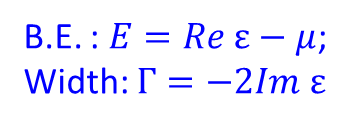 B.E. : E = Re ε − μ;
Width: Γ = −2Im ε